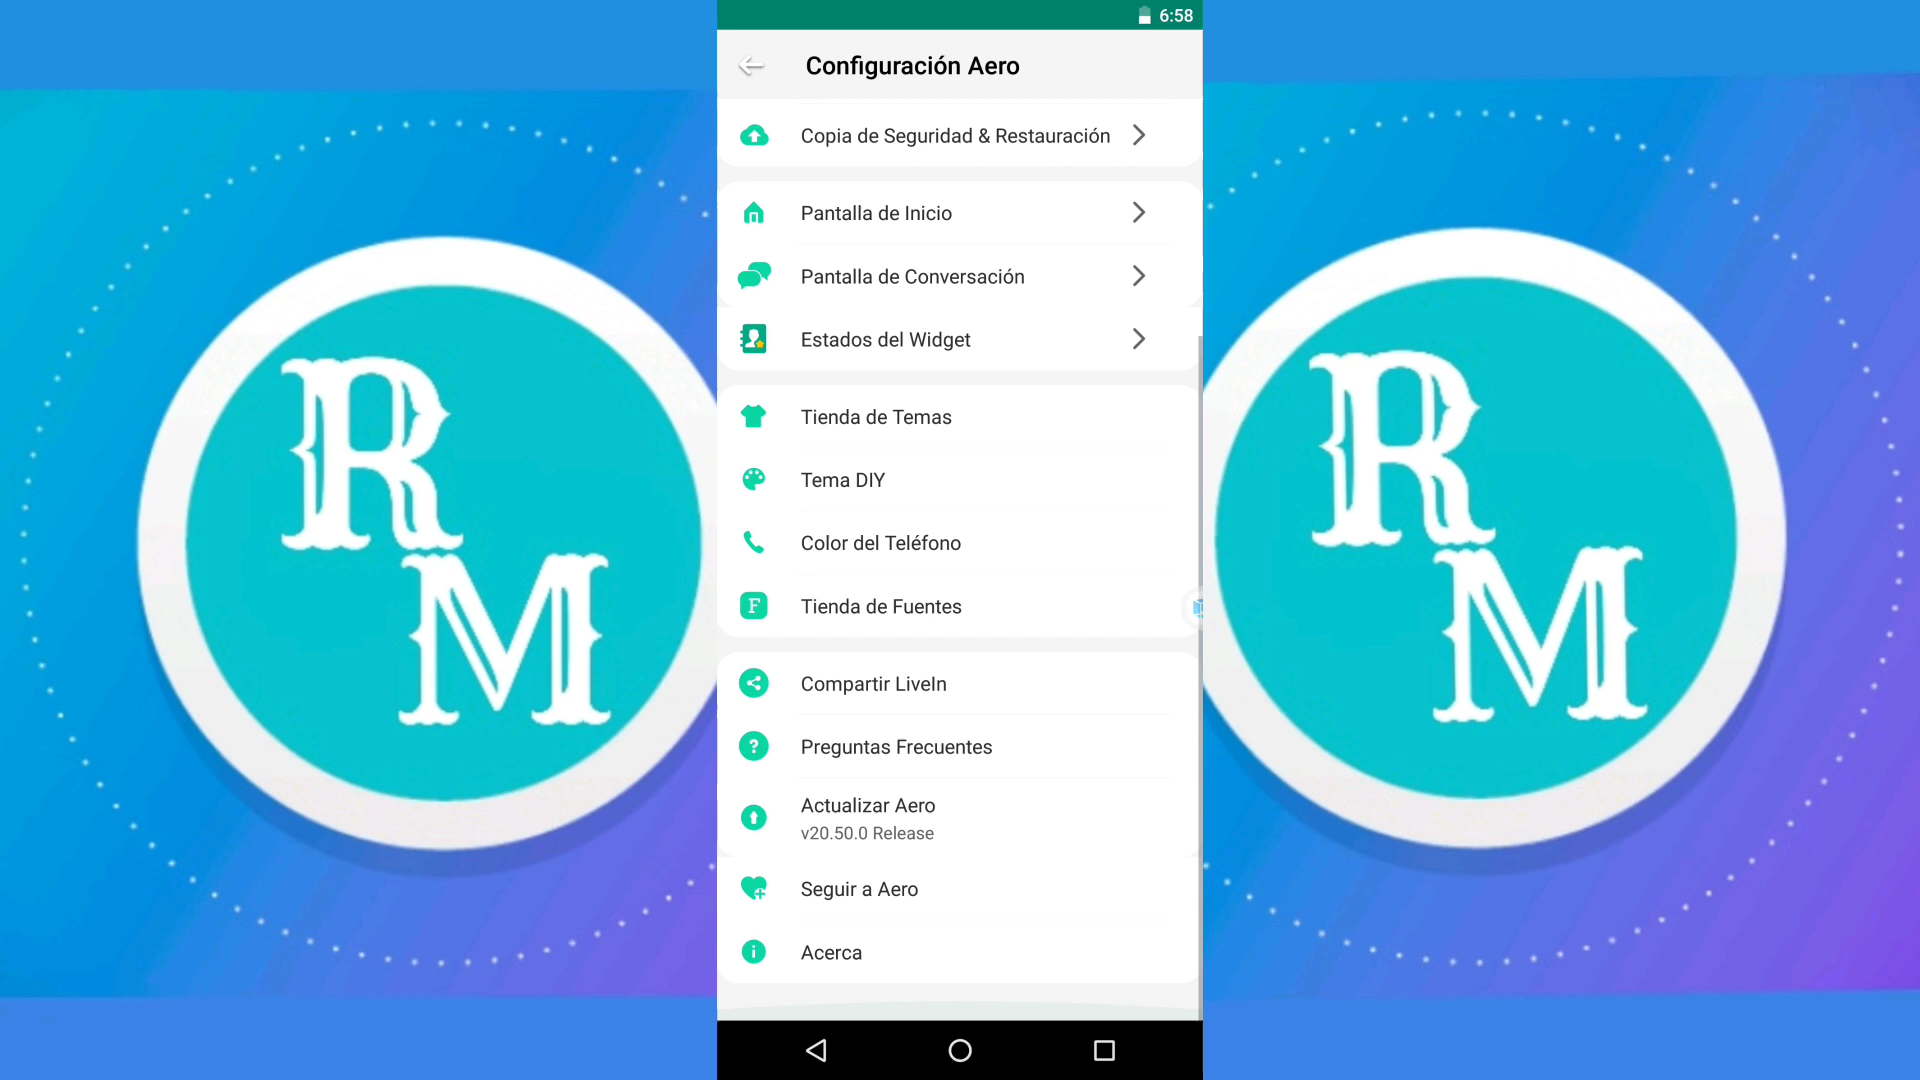 6:58
Configuración Aero
Copia de Seguridad & Restauración
Pantalla de Inicio
Pantalla de Conversación
Estados del Widget
Tienda de Temas
Tema DIY
Color del Teléfono
F Tienda de Fuentes
Compartir LiveIn
? Preguntas Frecuentes
Actualizar Aero
v20.50.0 Release
Seguir a Aero
i Acerca
R
M
R
M